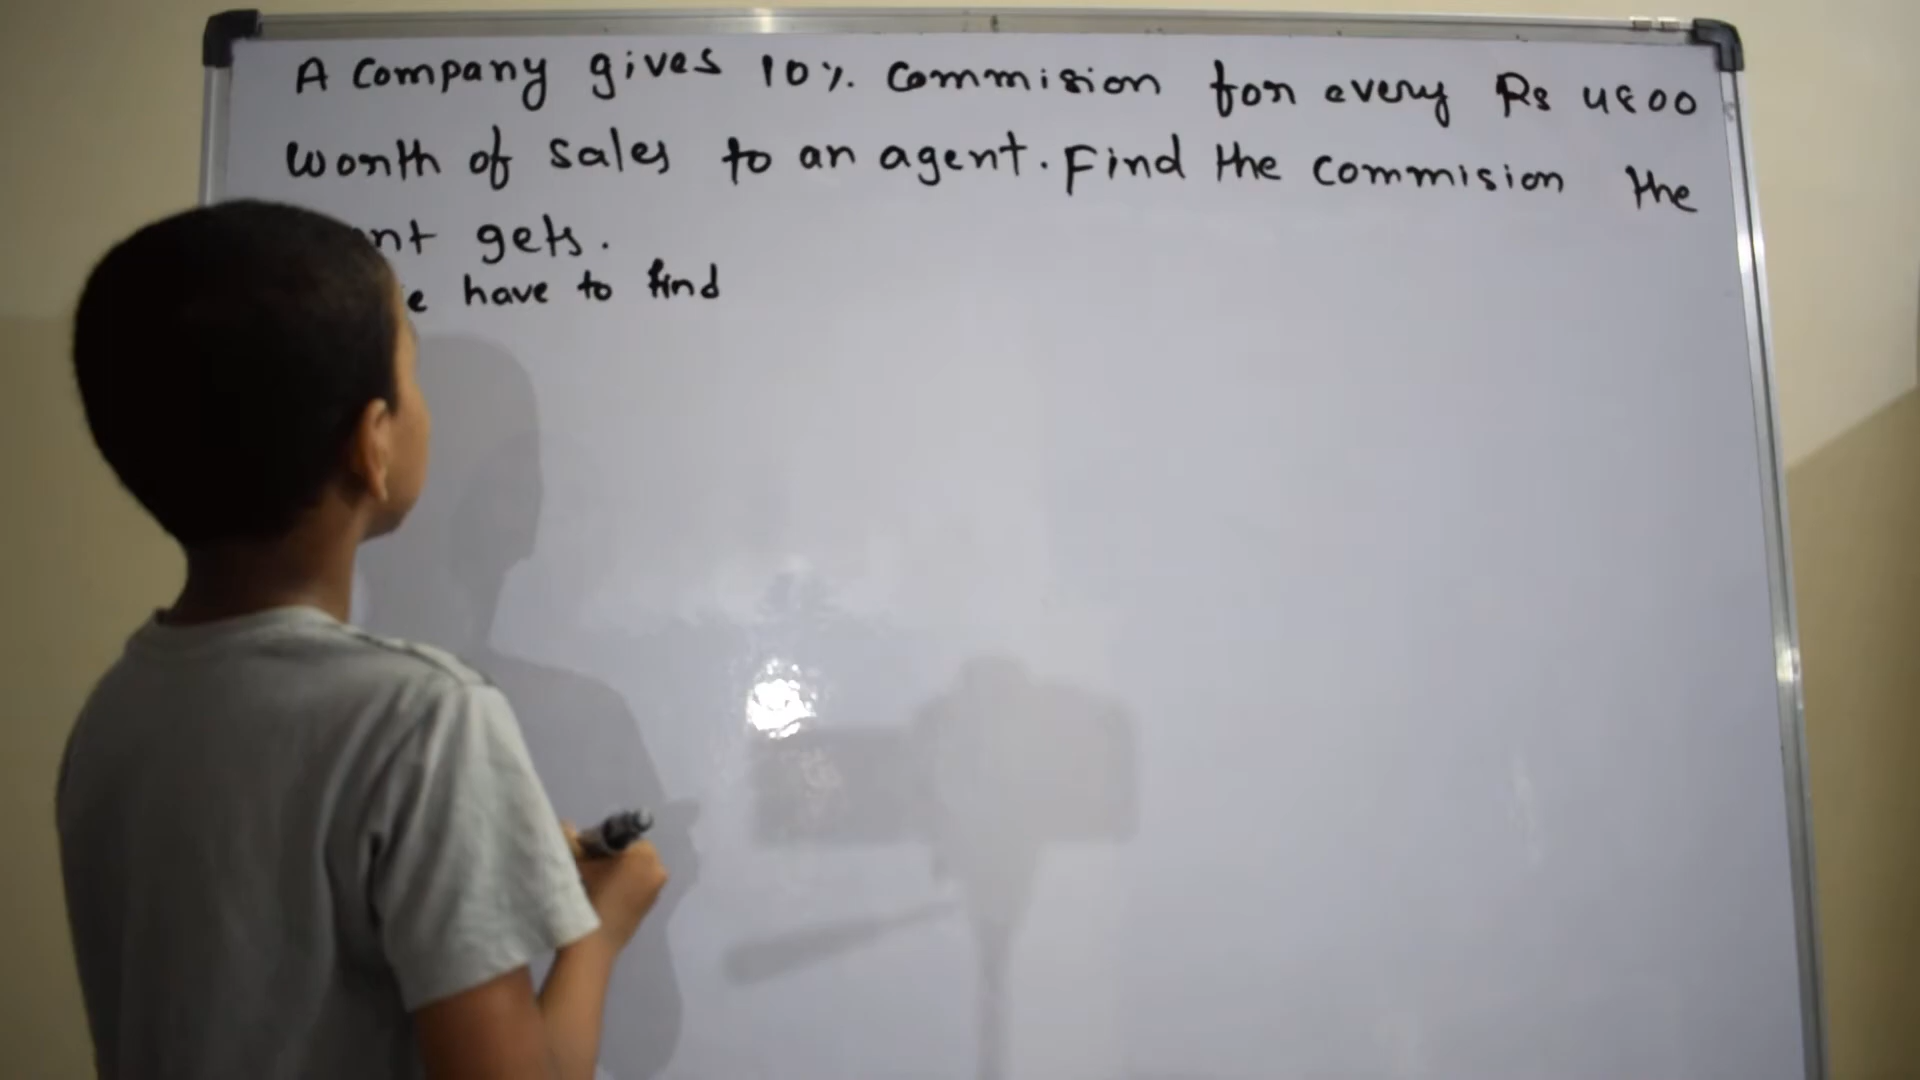 A company gives 10% commision for every Rs 4800
worth of sales to an agent. Find the commision the
gets.
have to find